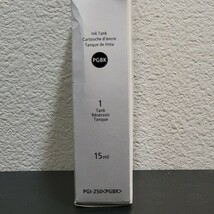 Ink Tank
Cartouche d'encre
Tanque de tinta
PGBK
1
Tank
Réservoir
Tanque
15ml
PGI-250<PGBK>